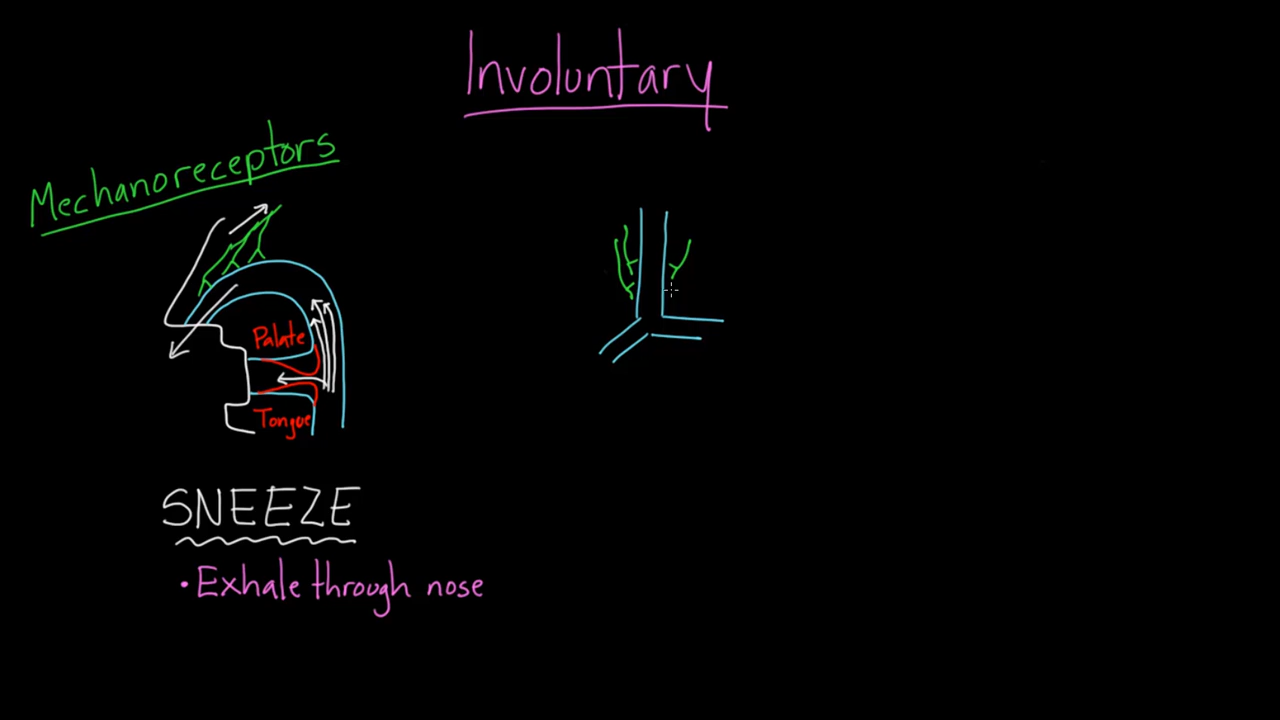 Involuntary
Mechanoreceptors
Palate
Tongue
SNEEZE
• Exhale through nose